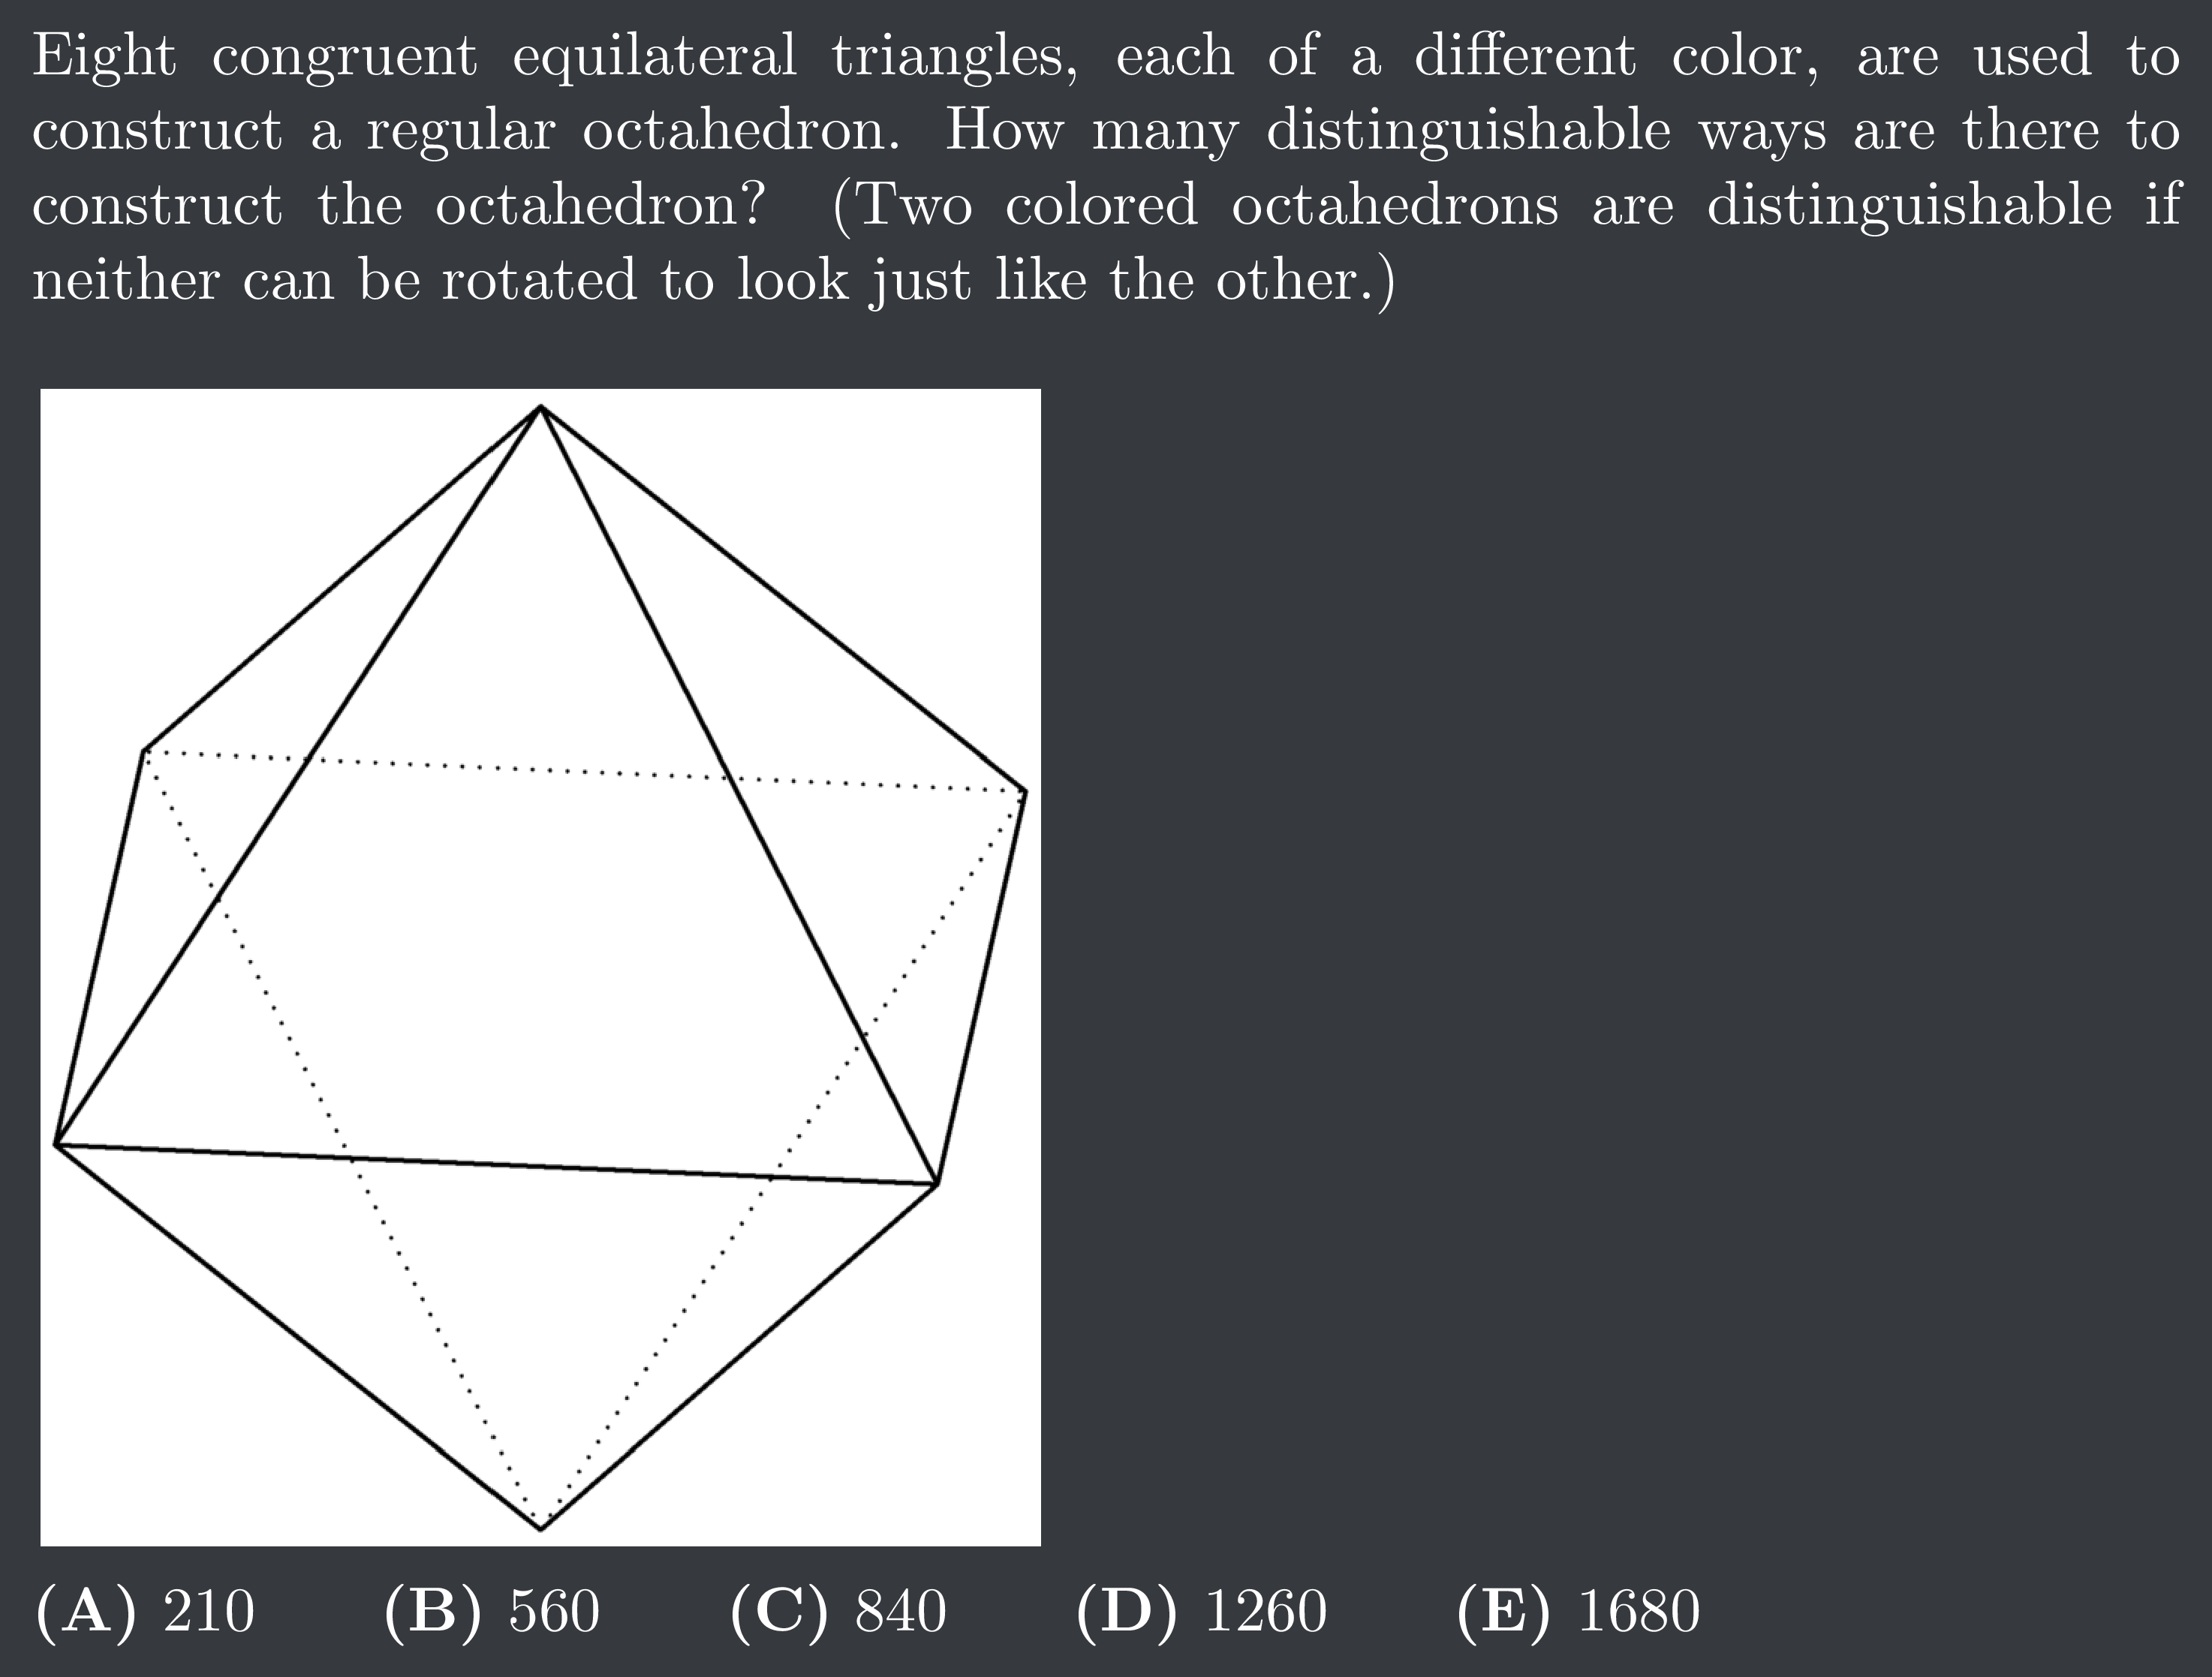 Eight congruent equilateral triangles, each of a different color, are used to
construct a regular octahedron. How many distinguishable ways are there to
construct the octahedron? (Two colored octahedrons are distinguishable if
neither can be rotated to look just like the other.)
(A) 210 (B) 560 (C) 840 (D) 1260 (E) 1680